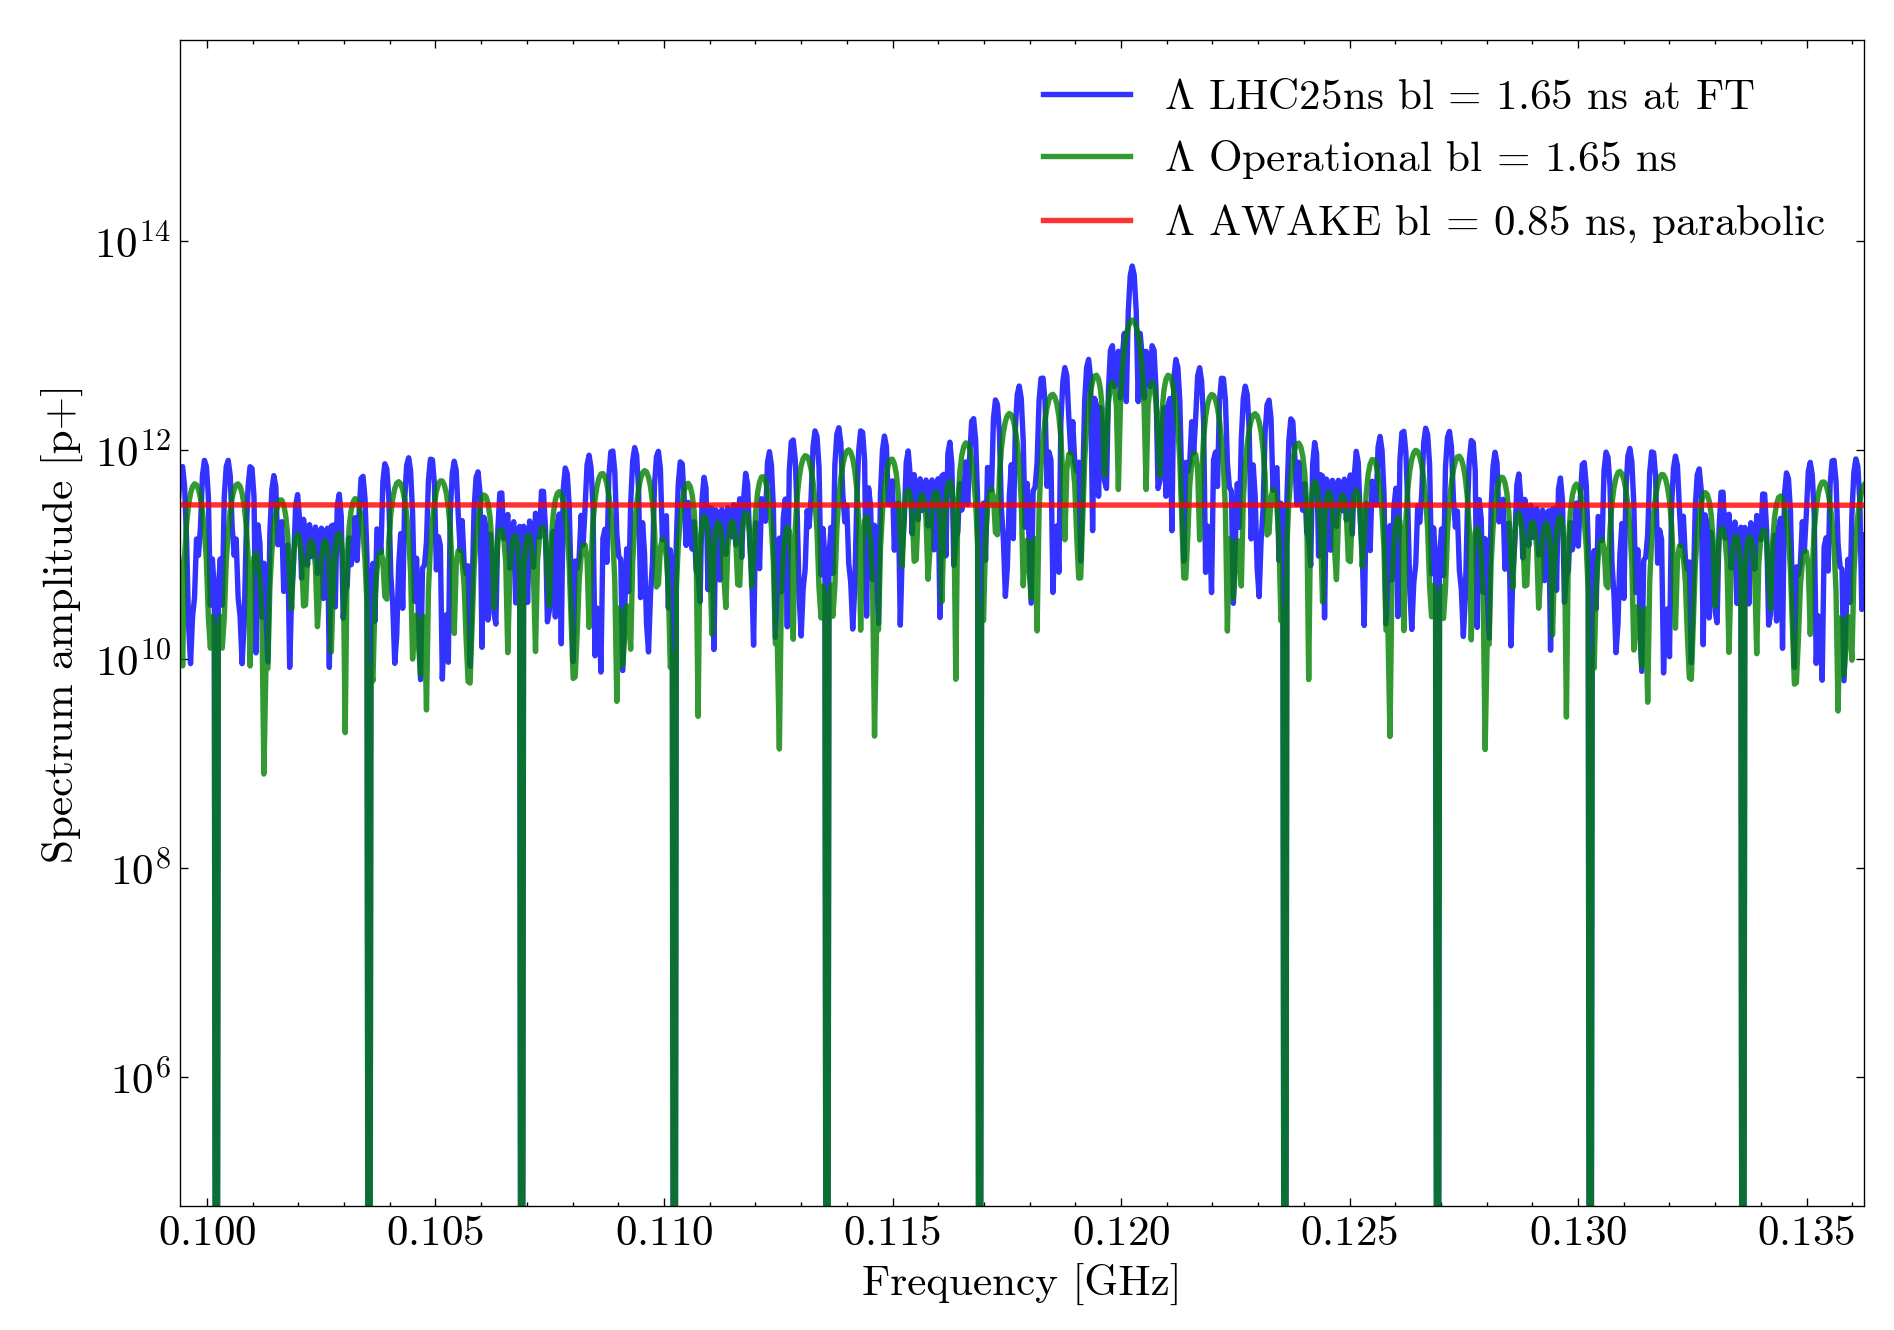 Λ LHC25ns bl = 1.65 ns at FT
Λ Operational bl = 1.65 ns
Λ AWAKE bl = 0.85 ns, parabolic
10^14
10^12
10^10
10^8
10^6
Spectrum amplitude [p+]
0.100 0.105 0.110 0.115 0.120 0.125 0.130 0.135
Frequency [GHz]